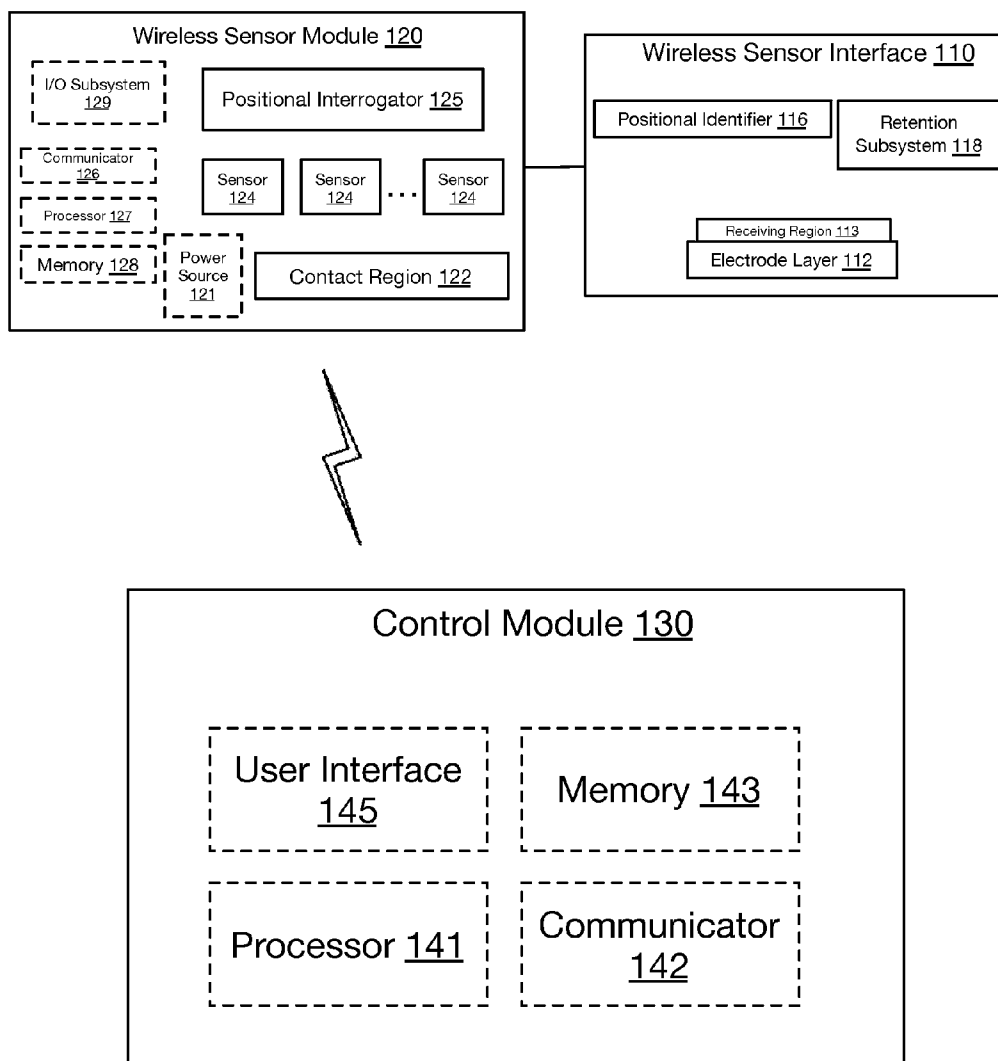 Wireless Sensor Module 120
I/O Subsystem
129
Positional Interrogator 125
Communicator
126
Sensor
124
Sensor
124
...
Sensor
124
Processor 127
Memory 128
Power
Source
121
Contact Region 122
Wireless Sensor Interface 110
Positional Identifier 116
Retention
Subsystem 118
Receiving Region 113
Electrode Layer 112
Control Module 130
User Interface
145
Memory 143
Processor 141
Communicator
142